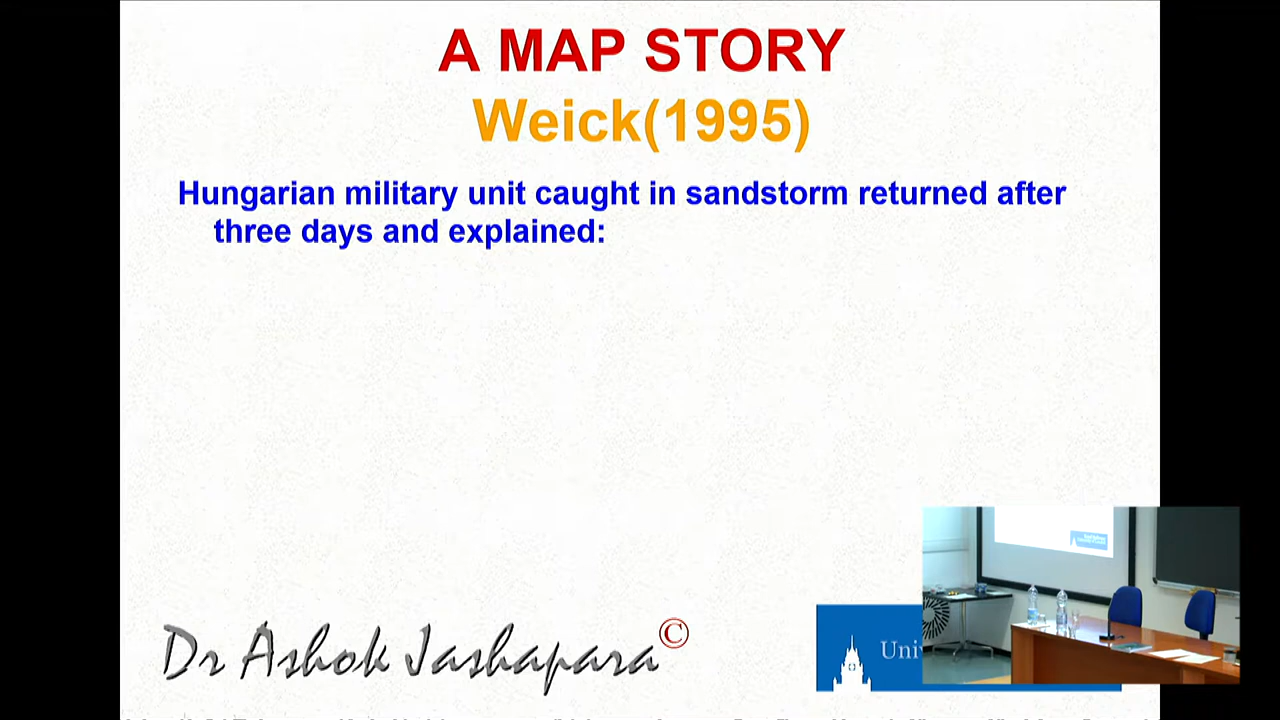 A MAP STORY
Weick(1995)
Hungarian military unit caught in sandstorm returned after
three days and explained:
Dr Ashok Jashapara©